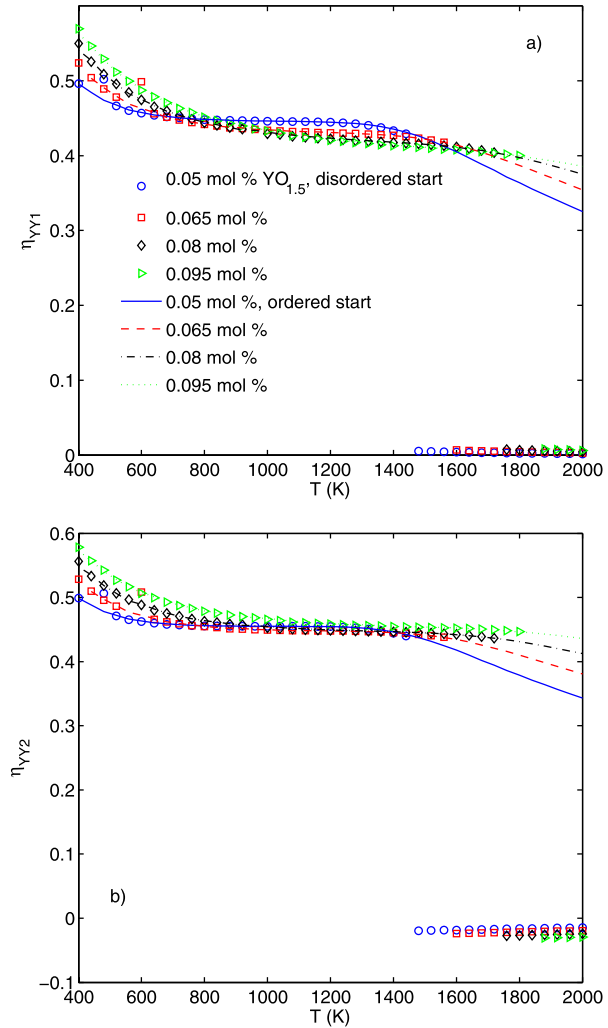 a)
0.5
0.4
0.3
0.2
0.1
0
ηYY1
0.05 mol % YO1.5, disordered start
0.065 mol %
0.08 mol %
0.095 mol %
0.05 mol %, ordered start
0.065 mol %
0.08 mol %
0.095 mol %
400 600 800 1000 1200 1400 1600 1800 2000
T (K)
0.6
0.5
0.4
0.3
0.2
0.1
0
−0.1
ηYY2
b)
400 600 800 1000 1200 1400 1600 1800 2000
T (K)